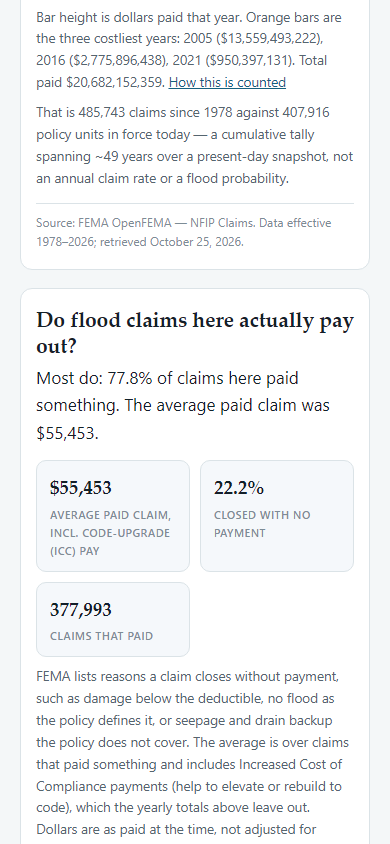 Bar height is dollars paid that year. Orange bars are
the three costliest years: 2005 ($13,559,493,222),
2016 ($2,775,896,438), 2021 ($950,397,131). Total
paid $20,682,152,359. How this is counted
That is 485,743 claims since 1978 against 407,916
policy units in force today — a cumulative tally
spanning ~49 years over a present-day snapshot, not
an annual claim rate or a flood probability.
Source: FEMA OpenFEMA — NFIP Claims. Data effective
1978–2026; retrieved October 25, 2026.
Do flood claims here actually pay
out?
Most do: 77.8% of claims here paid
something. The average paid claim was
$55,453.
$55,453
AVERAGE PAID CLAIM,
INCL. CODE-UPGRADE
(ICC) PAY
22.2%
CLOSED WITH NO
PAYMENT
377,993
CLAIMS THAT PAID
FEMA lists reasons a claim closes without payment,
such as damage below the deductible, no flood as
the policy defines it, or seepage and drain backup
the policy does not cover. The average is over claims
that paid something and includes Increased Cost of
Compliance payments (help to elevate or rebuild to
code), which the yearly totals above leave out.
Dollars are as paid at the time, not adjusted for